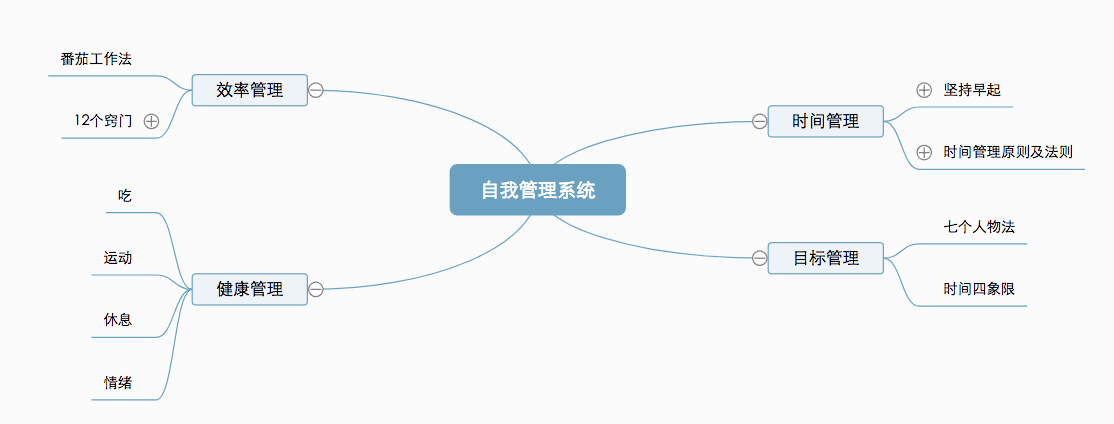 自我管理系统
时间管理
坚持早起
时间管理原则及法则
目标管理
七个人物法
时间四象限
效率管理
番茄工作法
12个窍门
健康管理
吃
运动
休息
情绪